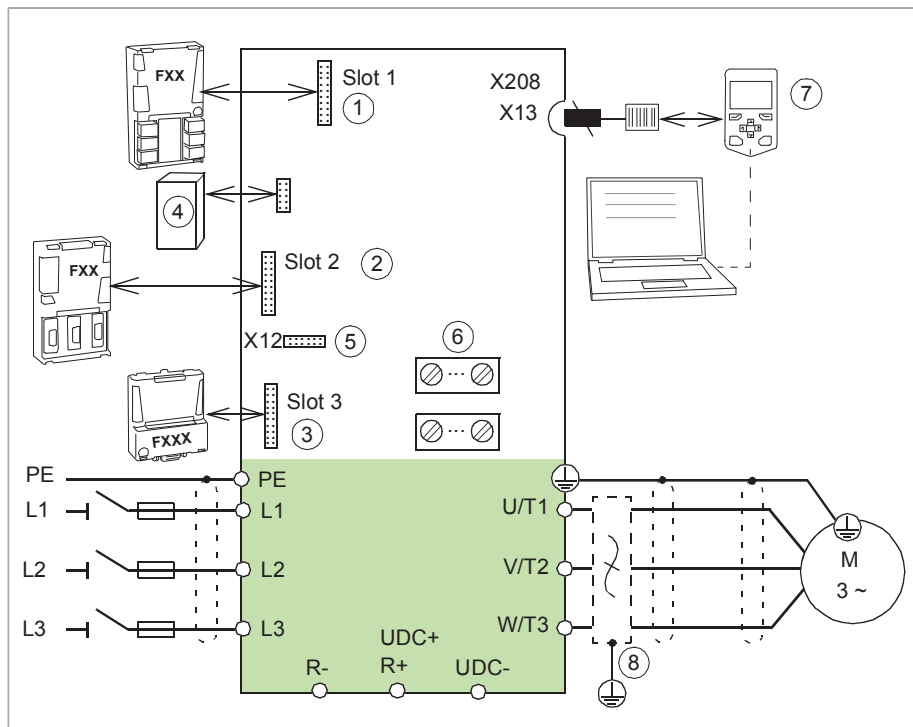 FXX
Slot 1
1
X208
X13
7
4
FXX
Slot 2
2
X12
5
6
FXXX
Slot 3
3
PE
PE
L1
L1
U/T1
M
3 ~
L2
L2
V/T2
L3
L3
W/T3
UDC+
R-
R+
UDC-
8